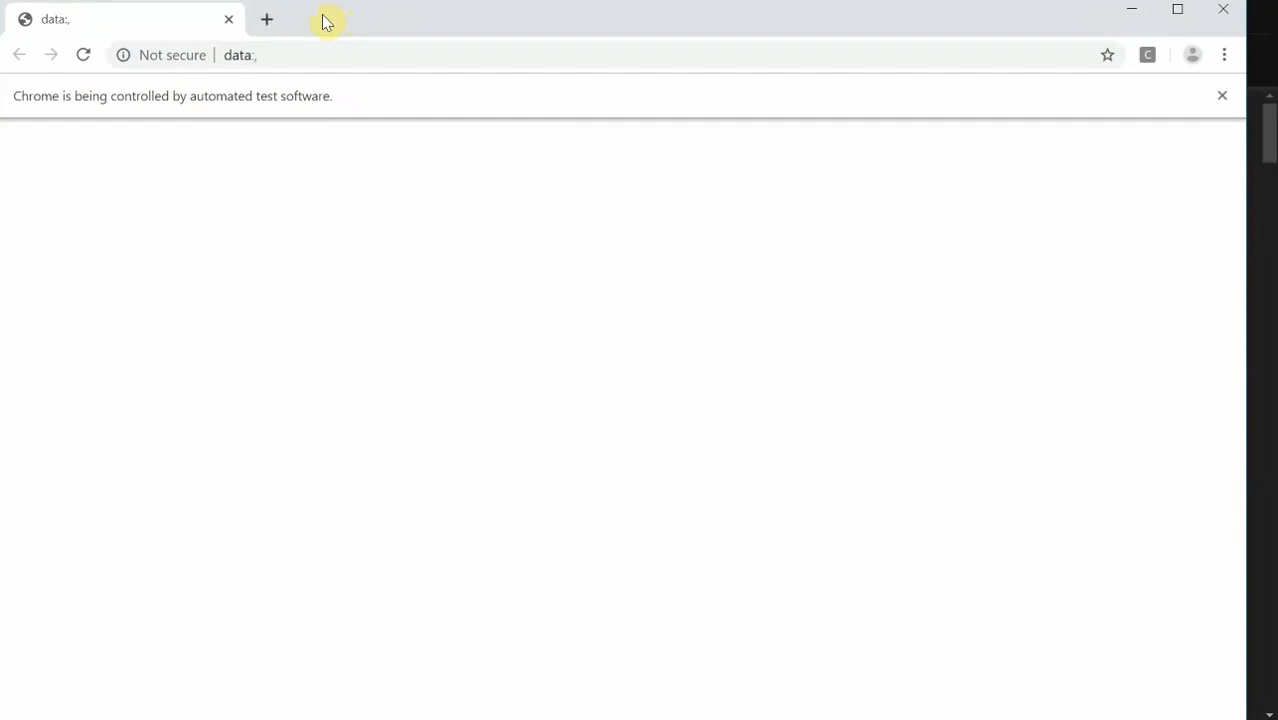 data:,
Not secure | data:,
C
Chrome is being controlled by automated test software.